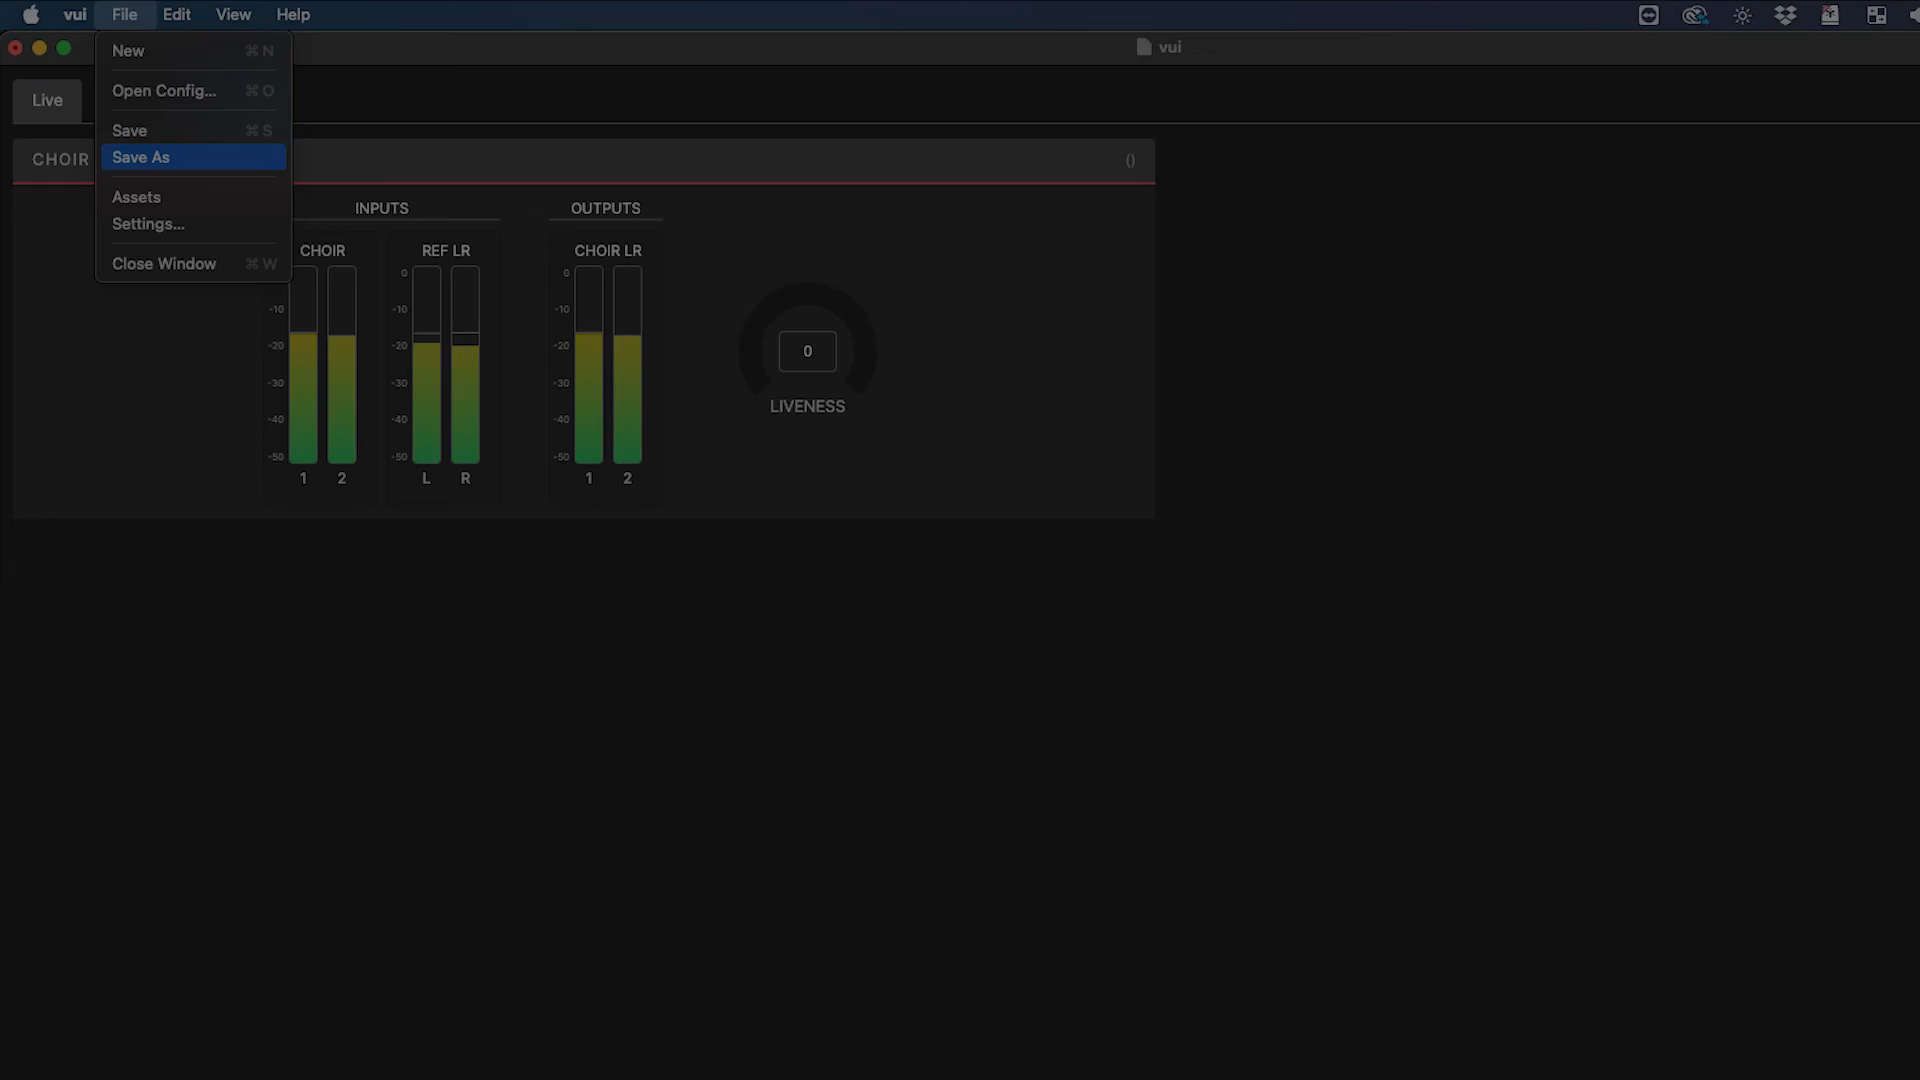 vui File Edit View Help
vui
New ⌘ N
Open Config... ⌘ O
Save ⌘ S
Save As
Assets
Settings...
Close Window ⌘ W
Live
CHOIR
()
INPUTS
OUTPUTS
CHOIR
REF LR
CHOIR LR
0
0
-10
-10
-10
-20
-20
-20
-30
-30
-30
-40
-40
-40
-50
-50
-50
1 2
L R
1 2
0
LIVENESS